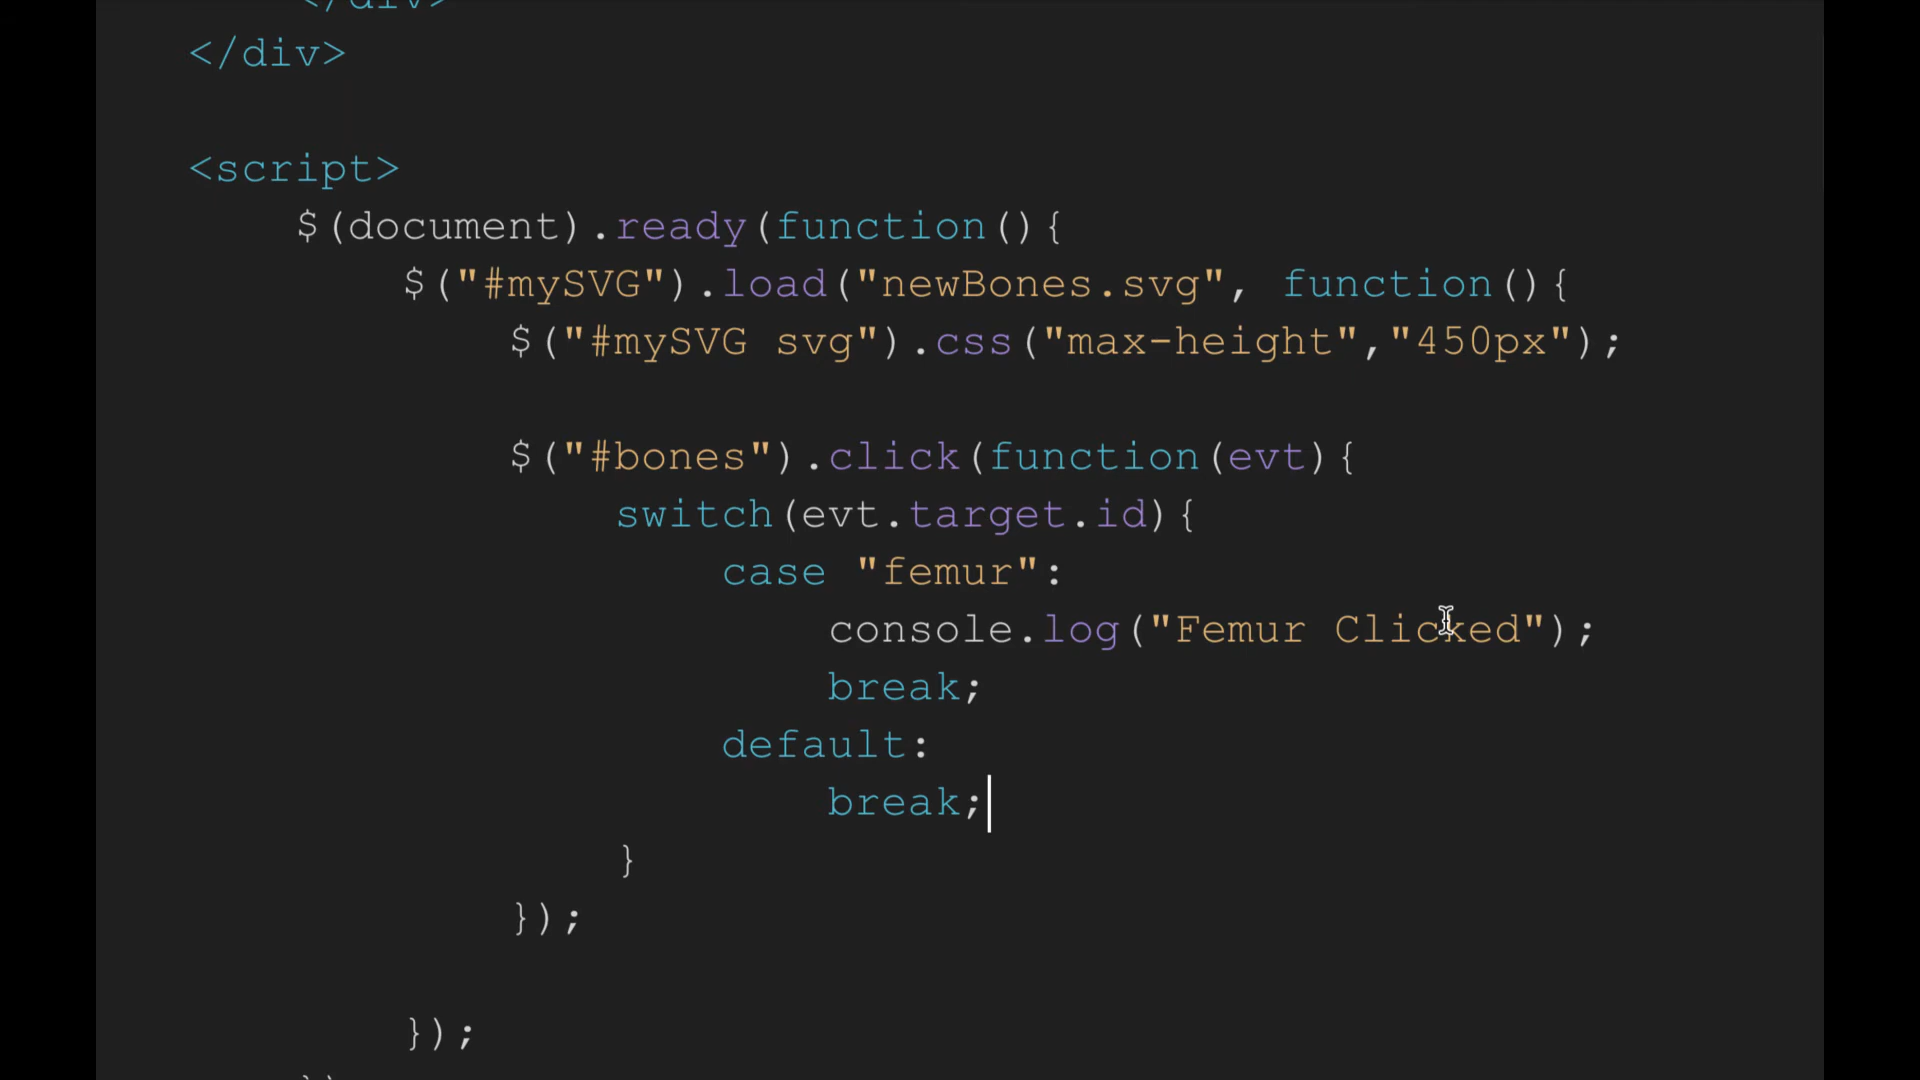 </div>
</div>
<script>
$(document).ready(function(){
$("#mySVG").load("newBones.svg", function(){
$("#mySVG svg").css("max-height","450px");
$("#bones").click(function(evt){
switch(evt.target.id){
case "femur":
console.log("Femur Clicked");
break;
default:
break;
}
});
});